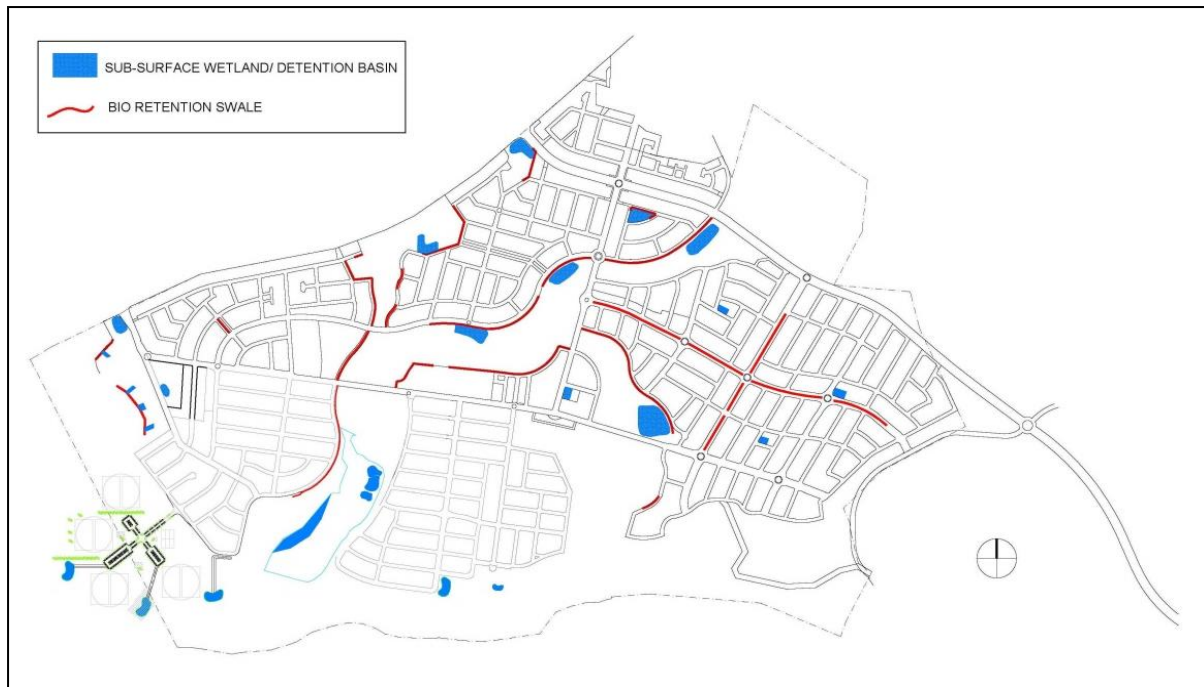 SUB-SURFACE WETLAND/ DETENTION BASIN
BIO RETENTION SWALE